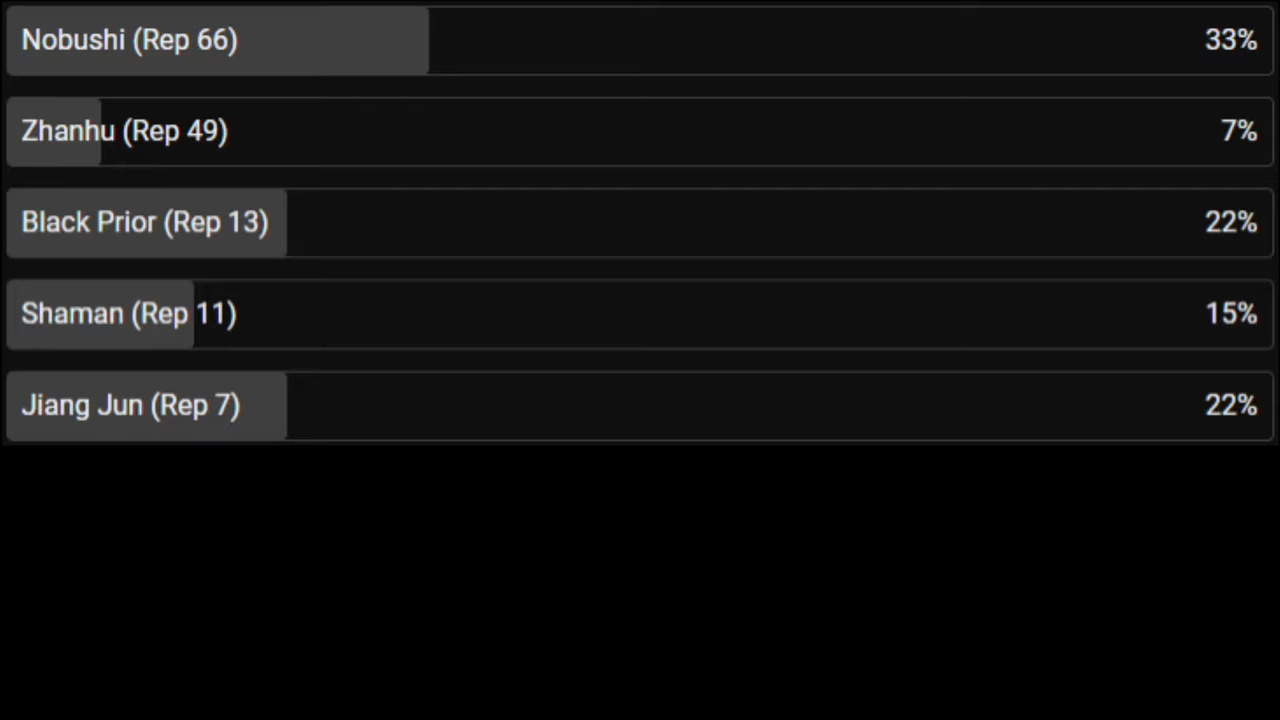 Nobushi (Rep 66) 33%
Zhanhu (Rep 49) 7%
Black Prior (Rep 13) 22%
Shaman (Rep 11) 15%
Jiang Jun (Rep 7) 22%